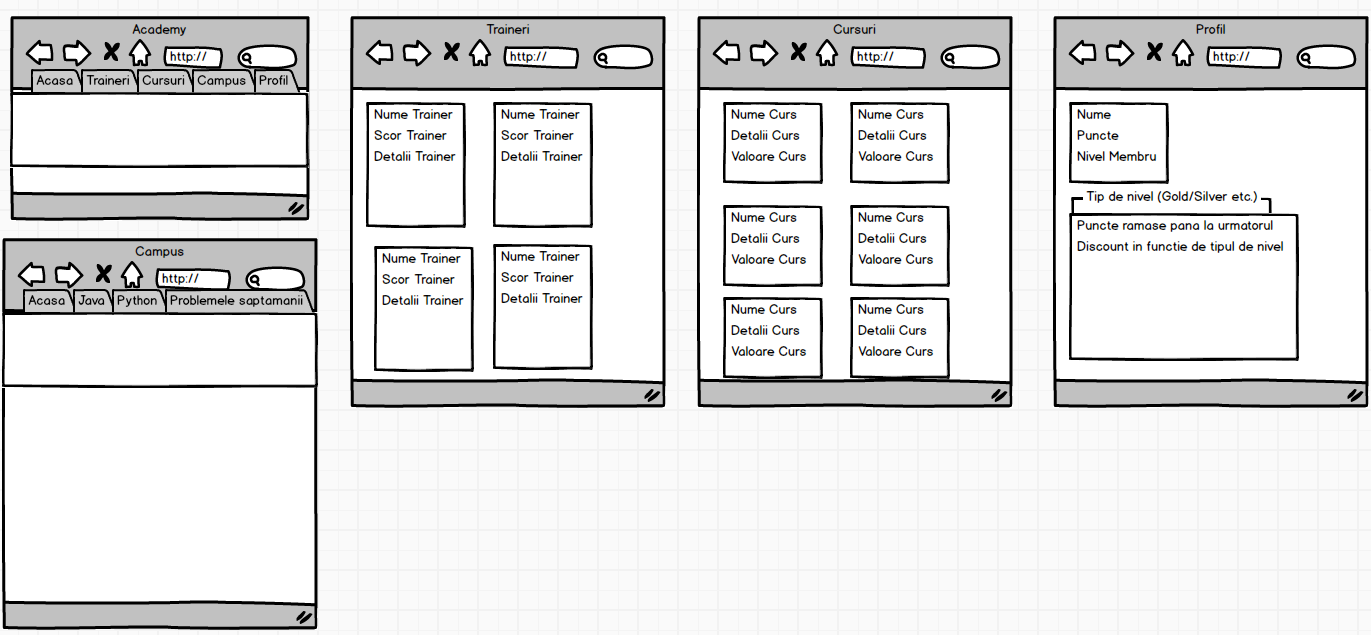 Academy
http://
Acasa Traineri Cursuri Campus Profil
Campus
http://
Acasa Java Python Problemele saptamanii
Traineri
http://
Nume Trainer
Scor Trainer
Detalii Trainer
Nume Trainer
Scor Trainer
Detalii Trainer
Nume Trainer
Scor Trainer
Detalii Trainer
Nume Trainer
Scor Trainer
Detalii Trainer
Cursuri
http://
Nume Curs
Detalii Curs
Valoare Curs
Nume Curs
Detalii Curs
Valoare Curs
Nume Curs
Detalii Curs
Valoare Curs
Nume Curs
Detalii Curs
Valoare Curs
Nume Curs
Detalii Curs
Valoare Curs
Nume Curs
Detalii Curs
Valoare Curs
Profil
http://
Nume
Puncte
Nivel Membru
Tip de nivel (Gold/Silver etc.)
Puncte ramase pana la urmatorul
Discount in functie de tipul de nivel